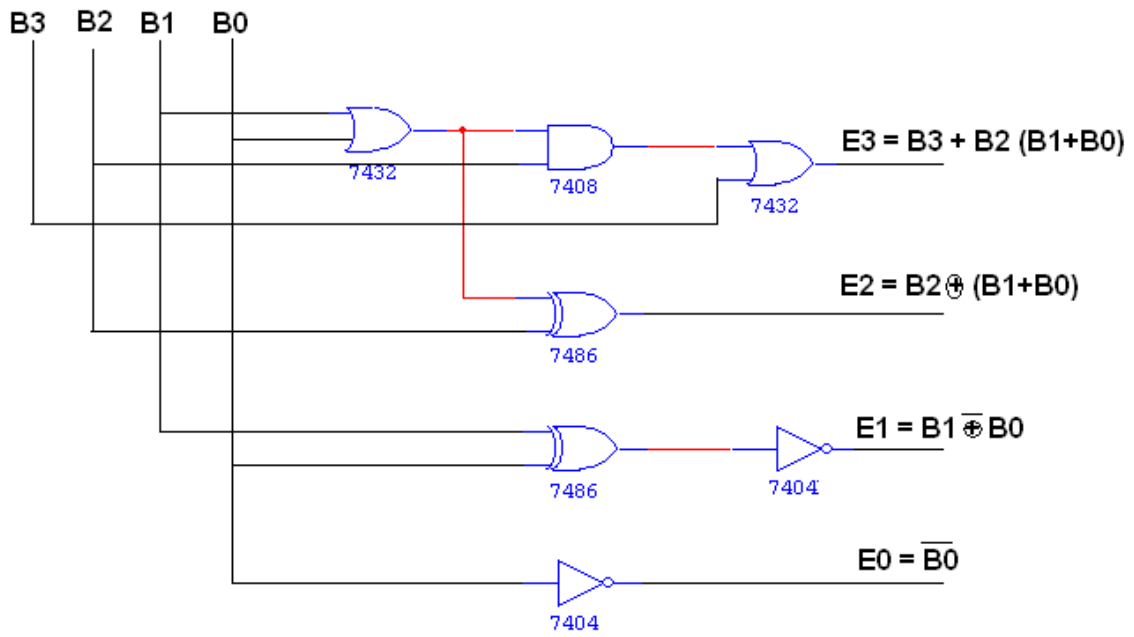 B3 B2 B1 B0
E3 = B3 + B2 (B1+B0)
7432
7408
7432
E2 = B2 ⊕ (B1+B0)
7486
E1 = B1 ⊕̅ B0
7486
7404
E0 = B̅0̅
7404